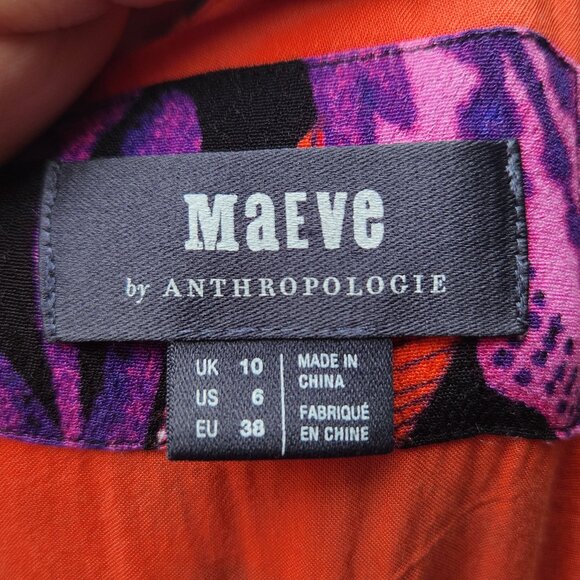 MaEVe
by ANTHROPOLOGIE
UK 10
US 6
EU 38
MADE IN
CHINA
FABRIQUÉ
EN CHINE